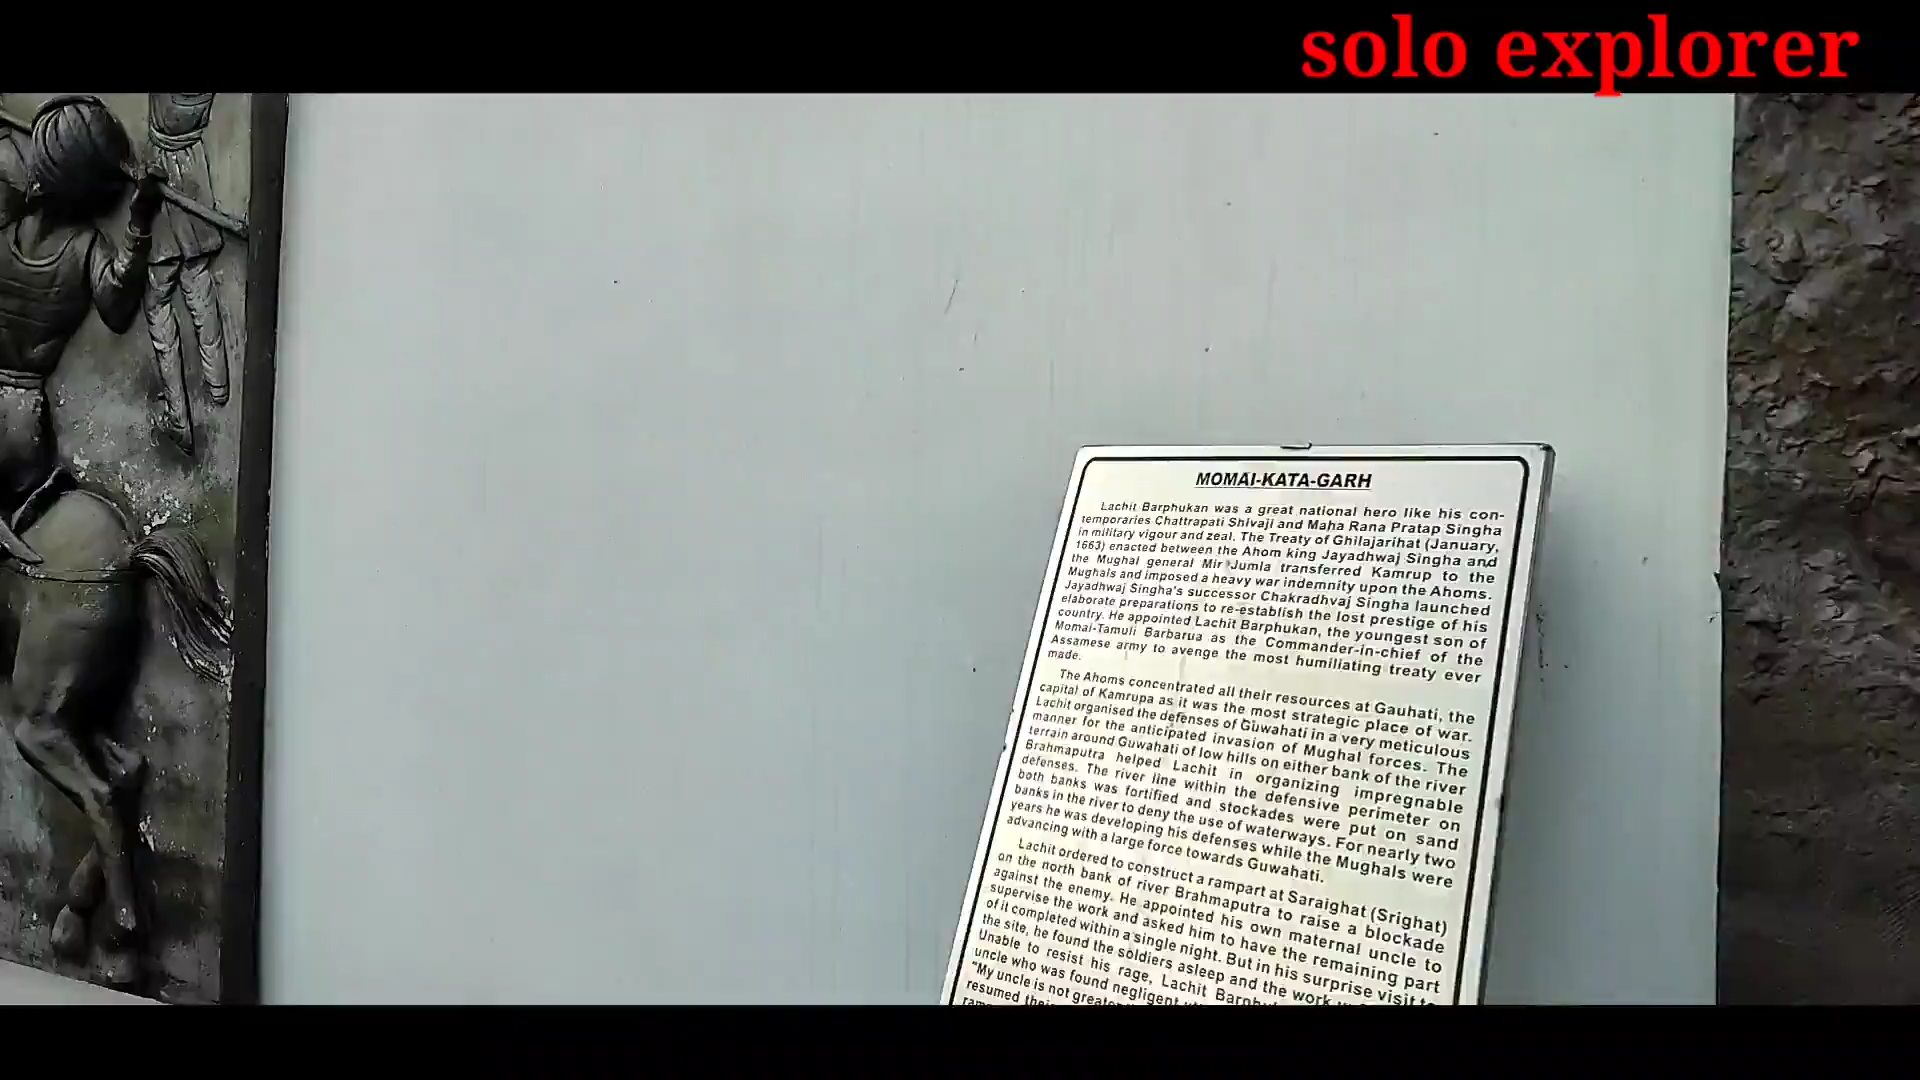 solo explorer
MOMAI-KATA-GARH
Lachit Barphukan was a great national hero like his con-
temporaries Chattrapati Shivaji and Maha Rana Pratap Singha
in military vigour and zeal. The Treaty of Ghilajarihat (January,
1663) enacted between the Ahom king Jayadhwaj Singha and
the Mughal general Mir Jumla transferred Kamrup to the
Mughals and imposed a heavy war indemnity upon the Ahoms.
Jayadhwaj Singha's successor Chakradhvaj Singha launched
elaborate preparations to re-establish the lost prestige of his
country. He appointed Lachit Barphukan, the youngest son of
Momai-Tamuli Barbarua as the Commander-in-chief of the
Assamese army to avenge the most humiliating treaty ever
made.
The Ahoms concentrated all their resources at Gauhati, the
capital of Kamrupa as it was the most strategic place of war.
Lachit organised the defenses of Guwahati in a very meticulous
manner for the anticipated invasion of Mughal forces. The
terrain around Guwahati of low hills on either bank of the river
Brahmaputra helped Lachit in organizing impregnable
defenses. The river line within the defensive perimeter on
both banks was fortified and stockades were put on sand
banks in the river to deny the use of waterways. For nearly two
years he was developing his defenses while the Mughals were
advancing with a large force towards Guwahati.
Lachit ordered to construct a rampart at Saraighat (Srighat)
on the north bank of river Brahmaputra to raise a blockade
against the enemy. He appointed his own maternal uncle to
supervise the work and asked him to have the remaining part
of it completed within a single night. But in his surprise visit to
the site, he found the soldiers asleep and the work
Unable to resist his rage, Lachit
uncle who was found negligent
"My uncle is not
resumed